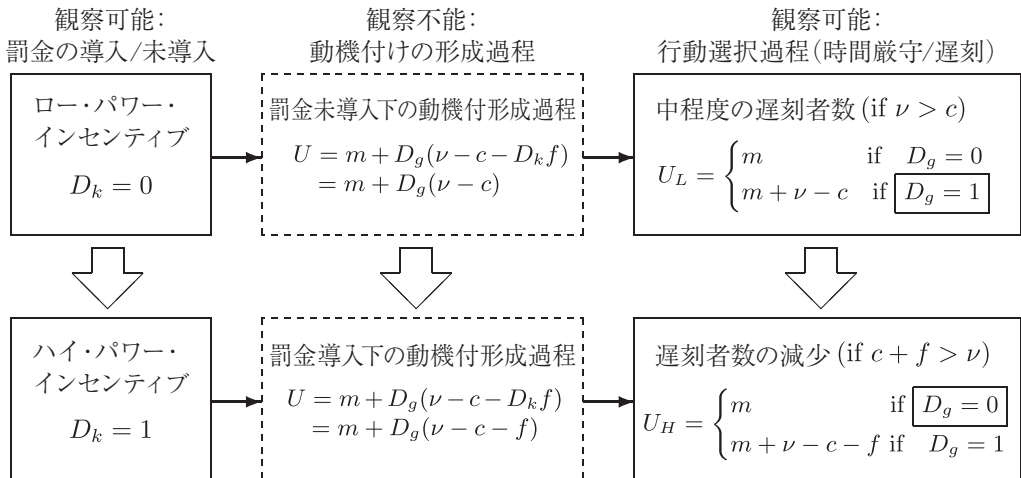 観察可能:
罰金の導入/未導入
観察不能:
動機付けの形成過程
観察可能:
行動選択過程(時間厳守/遅刻)
ロー・パワー・
インセンティブ
D_k = 0
罰金未導入下の動機付形成過程
U = m + D_g(ν − c − D_k f)
= m + D_g(ν − c)
中程度の遅刻者数 (if ν > c)
U_L = { m if D_g = 0
m + ν − c if D_g = 1
ハイ・パワー・
インセンティブ
D_k = 1
罰金導入下の動機付形成過程
U = m + D_g(ν − c − D_k f)
= m + D_g(ν − c − f)
遅刻者数の減少 (if c + f > ν)
U_H = { m if D_g = 0
m + ν − c − f if D_g = 1